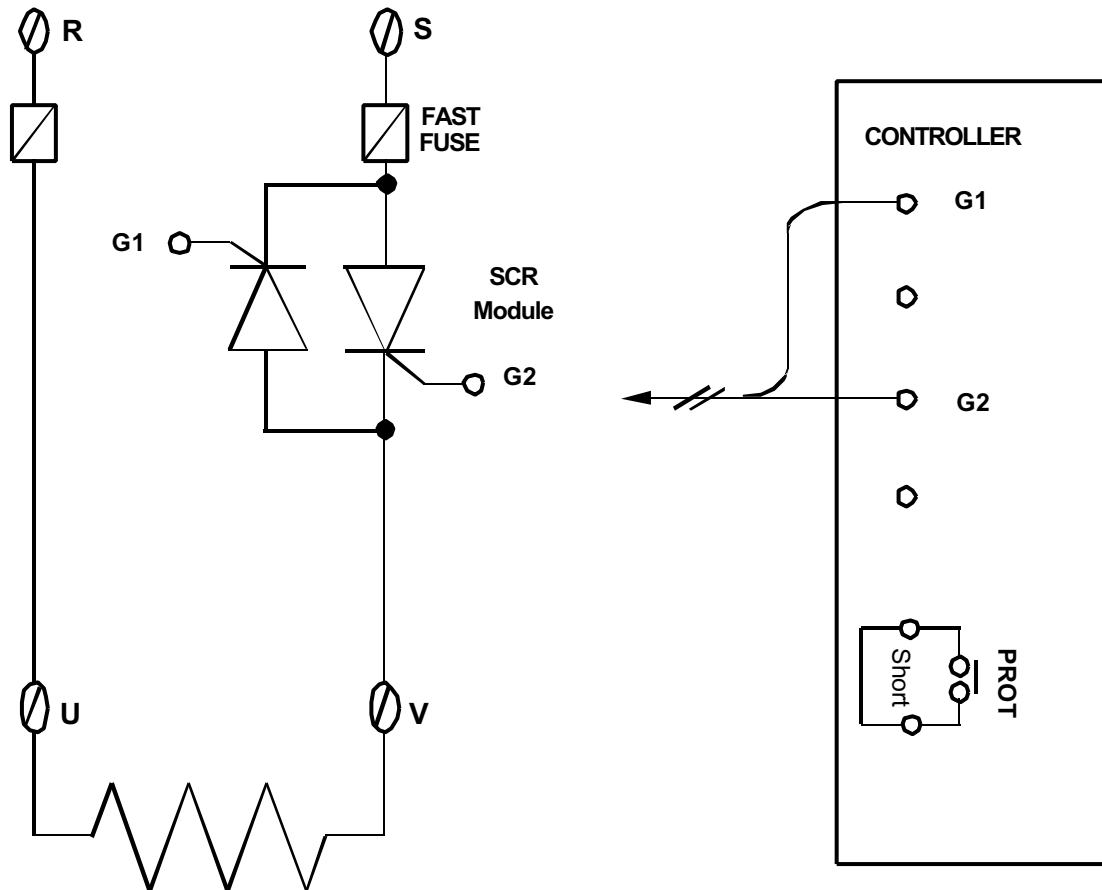 R
S
FAST
FUSE
G1
SCR
Module
G2
U
V
CONTROLLER
G1
G2
Short
PROT